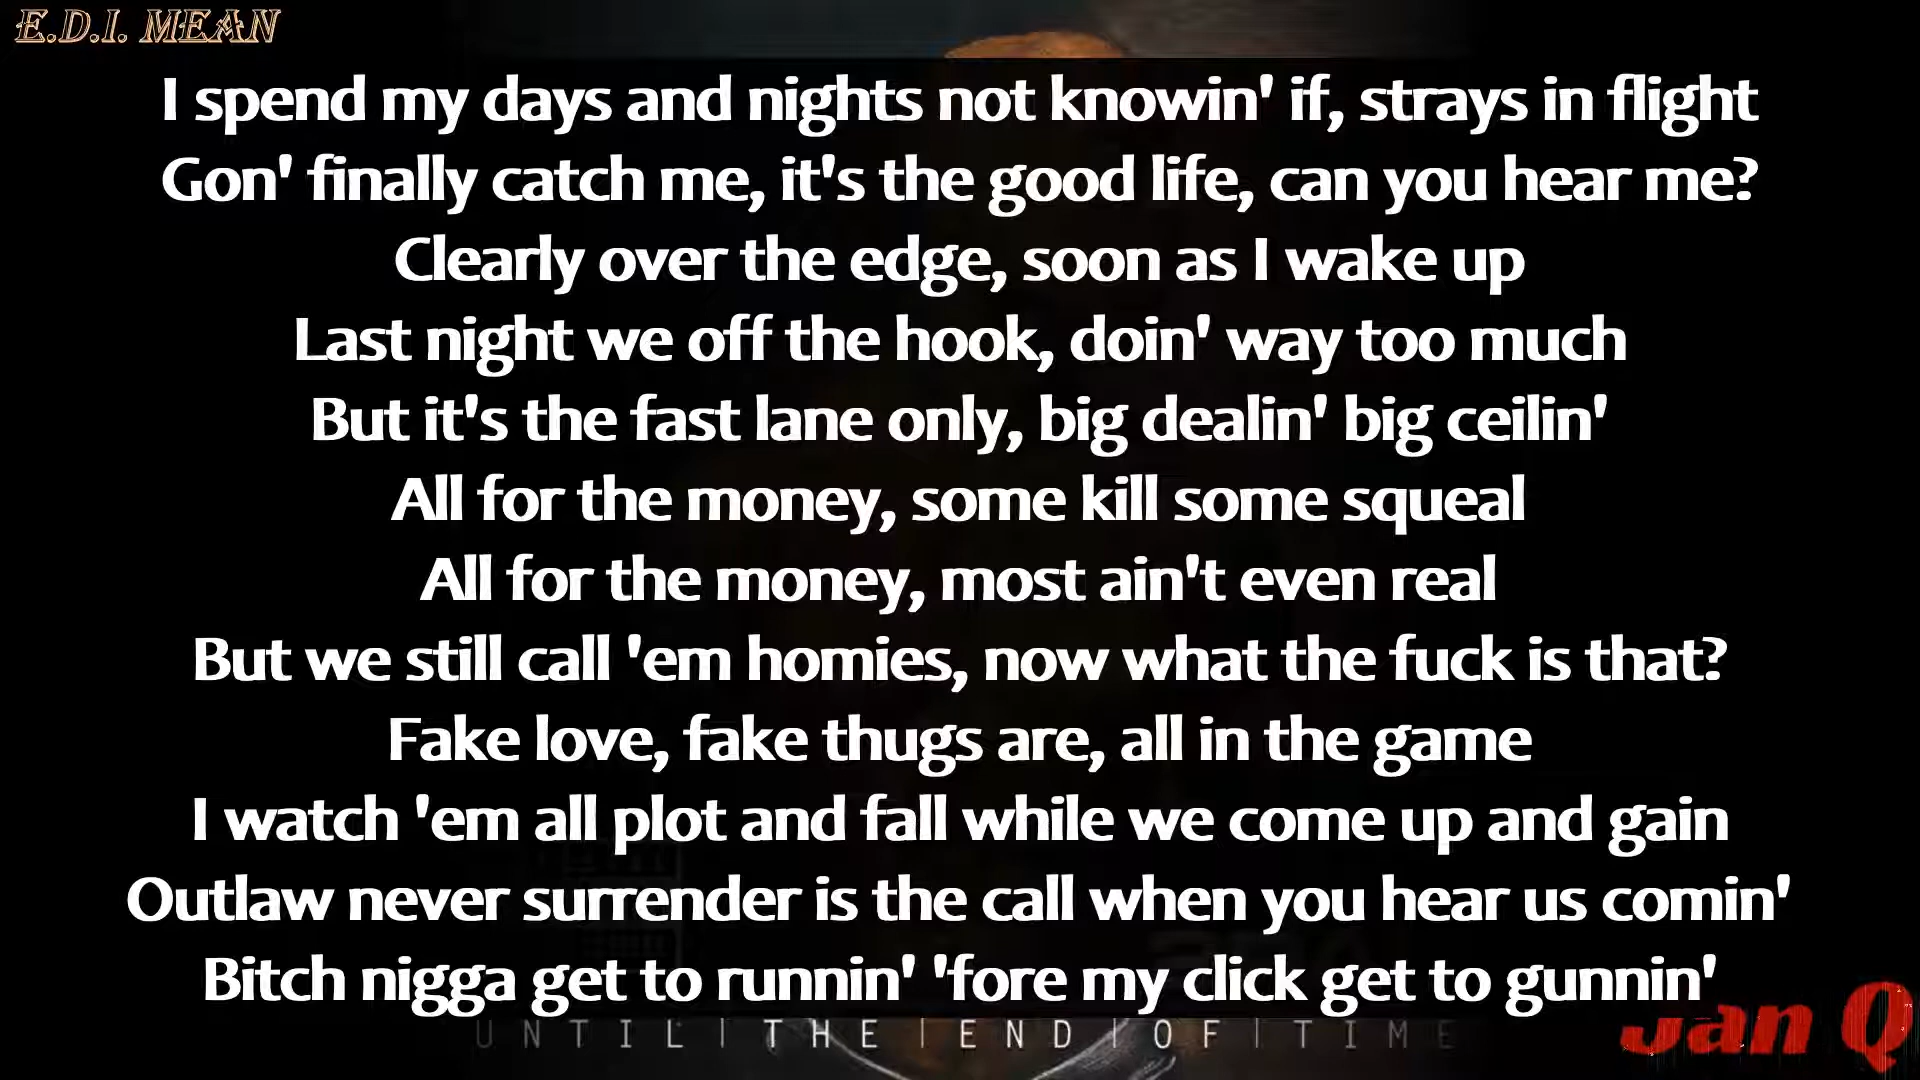 E.D.I. MEAN
I spend my days and nights not knowin' if, strays in flight
Gon' finally catch me, it's the good life, can you hear me?
Clearly over the edge, soon as I wake up
Last night we off the hook, doin' way too much
But it's the fast lane only, big dealin' big ceilin'
All for the money, some kill some squeal
All for the money, most ain't even real
But we still call 'em homies, now what the fuck is that?
Fake love, fake thugs are, all in the game
I watch 'em all plot and fall while we come up and gain
Outlaw never surrender is the call when you hear us comin'
Bitch nigga get to runnin' 'fore my click get to gunnin'
UNTIL | THE | END | OF | TIME
Jan Q